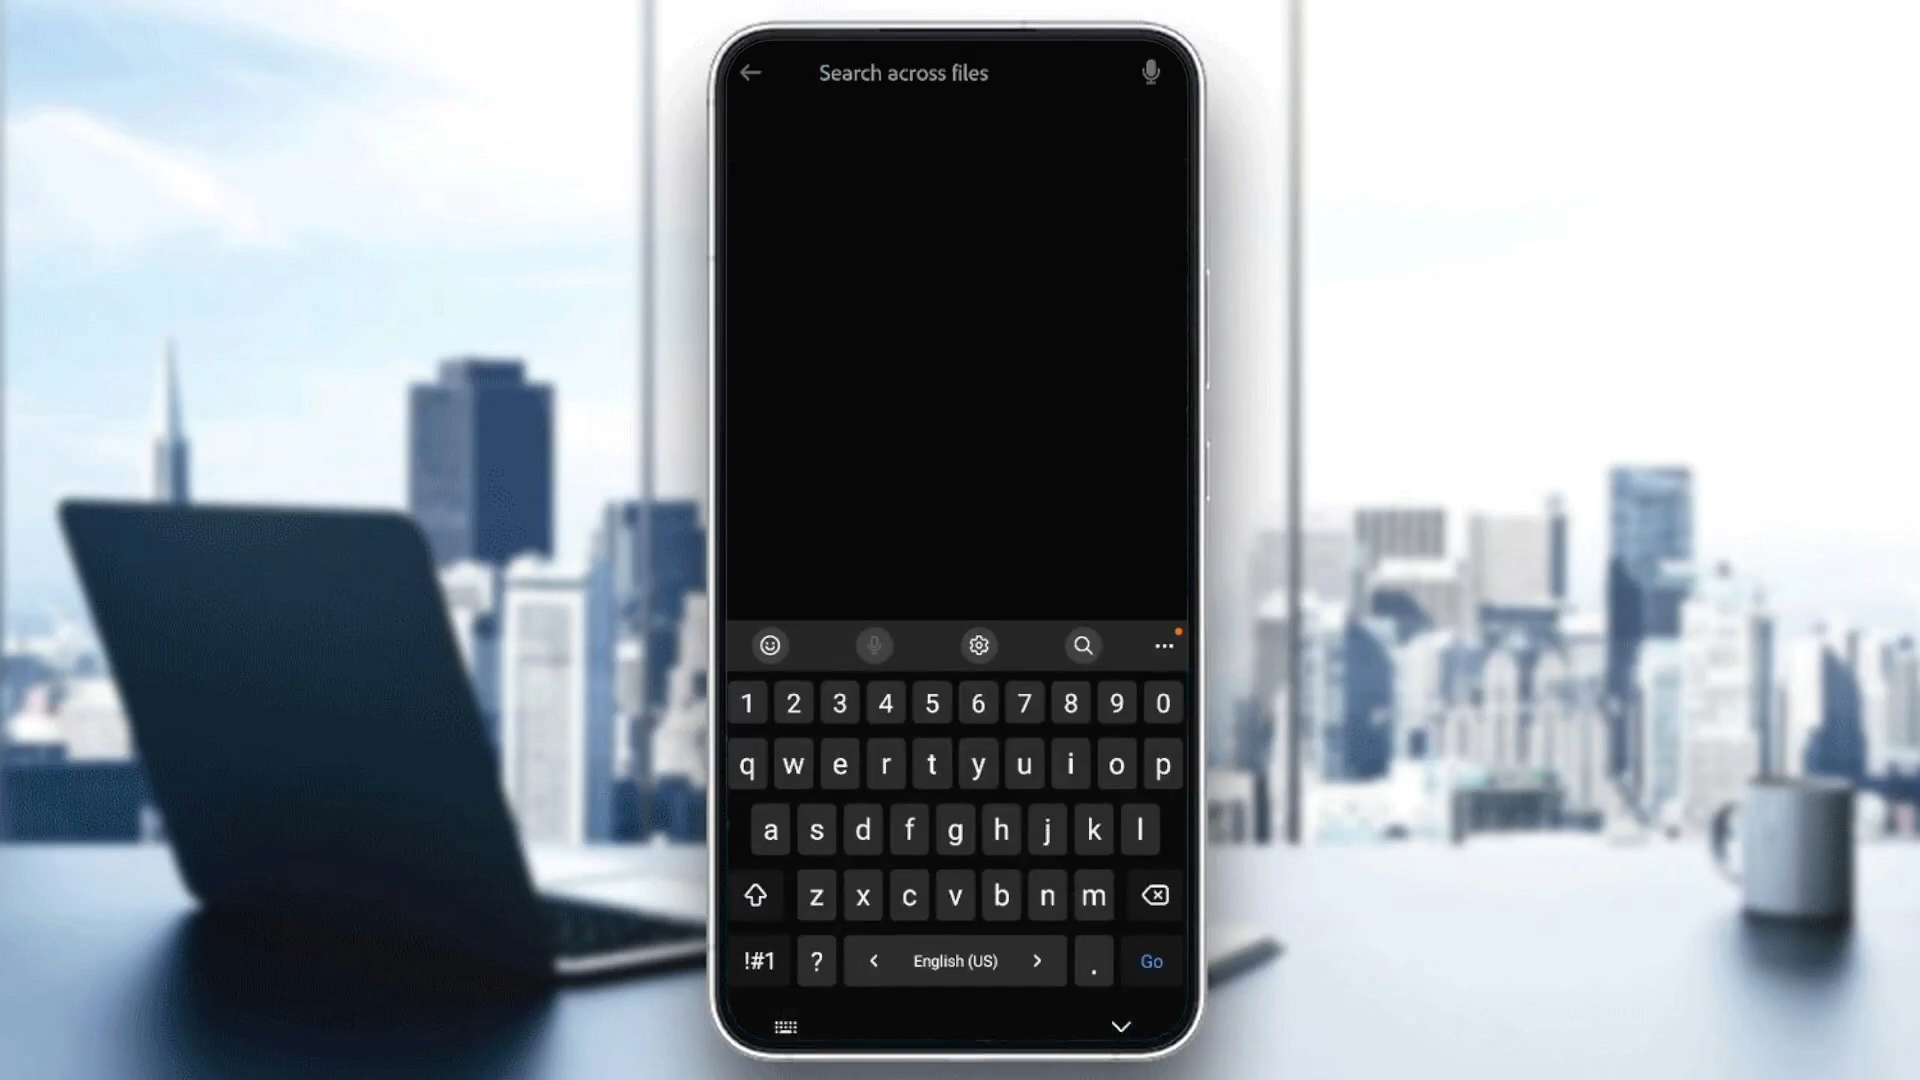 Search across files
1 2 3 4 5 6 7 8 9 0
q w e r t y u i o p
a s d f g h j k l
z x c v b n m
!#1 ? < English (US) > . Go